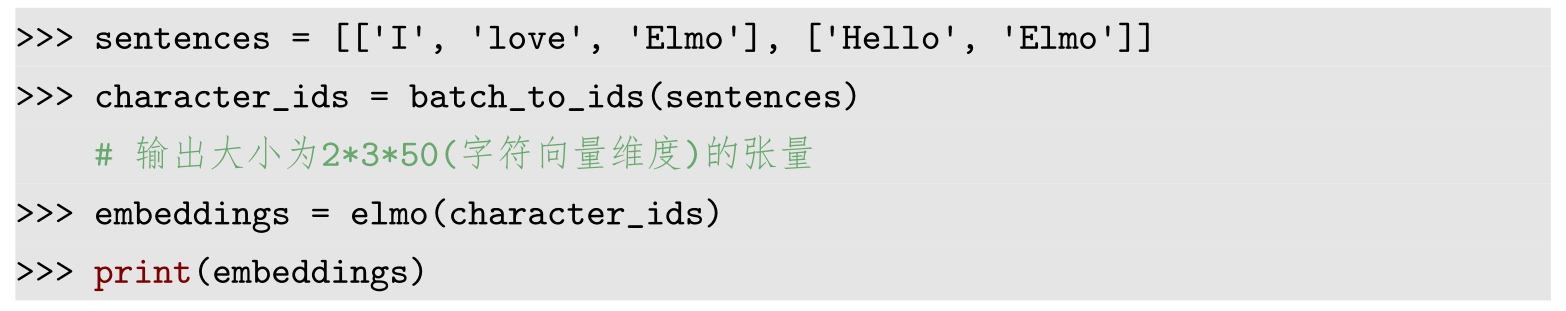 >>> sentences = [['I', 'love', 'Elmo'], ['Hello', 'Elmo']]
>>> character_ids = batch_to_ids(sentences)
    # 输出大小为2*3*50(字符向量维度)的张量
>>> embeddings = elmo(character_ids)
>>> print(embeddings)